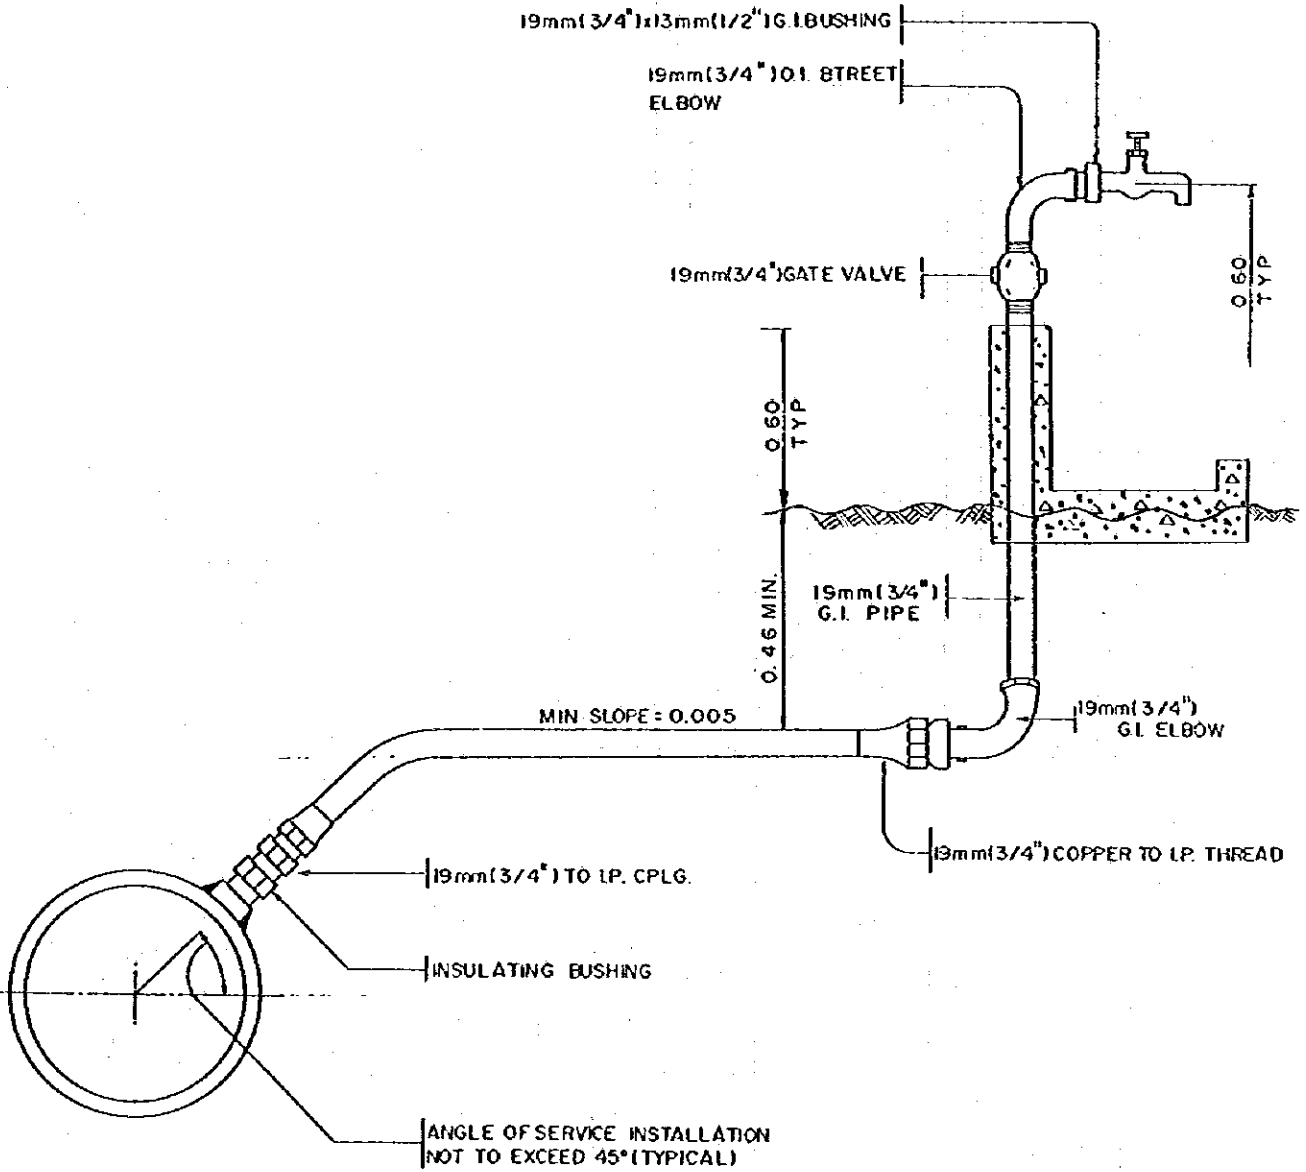 19mm(3/4")x13mm(1/2")G.I.BUSHING
19mm(3/4")O.I. STREET
ELBOW
19mm(3/4")GATE VALVE
0.60
TYP
0.60
TYP
0.46 MIN.
19mm(3/4")
G.I. PIPE
MIN SLOPE = 0.005
19mm(3/4")
G.I. ELBOW
19mm(3/4") COPPER TO I.P. THREAD
19mm(3/4") TO I.P. CPLG.
INSULATING BUSHING
ANGLE OF SERVICE INSTALLATION
NOT TO EXCEED 45° (TYPICAL)